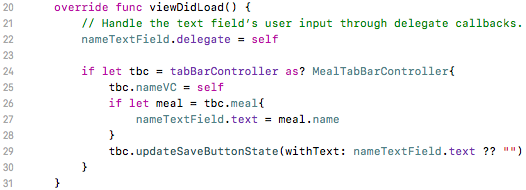 20 override func viewDidLoad() {
21 // Handle the text field’s user input through delegate callbacks.
22 nameTextField.delegate = self
23
24 if let tbc = tabBarController as? MealTabBarController{
25 tbc.nameVC = self
26 if let meal = tbc.meal{
27 nameTextField.text = meal.name
28 }
29 tbc.updateSaveButtonState(withText: nameTextField.text ?? "")
30 }
31 }